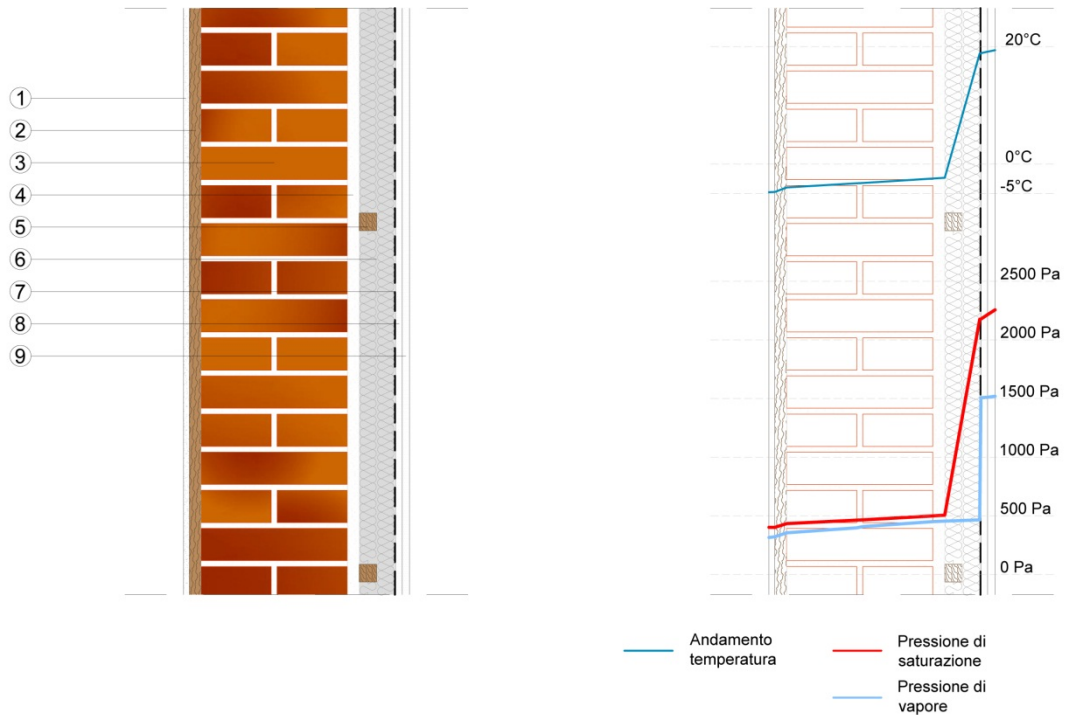 1
2
3
4
5
6
7
8
9
20°C
0°C
-5°C
2500 Pa
2000 Pa
1500 Pa
1000 Pa
500 Pa
0 Pa
Andamento
temperatura
Pressione di
saturazione
Pressione di
vapore